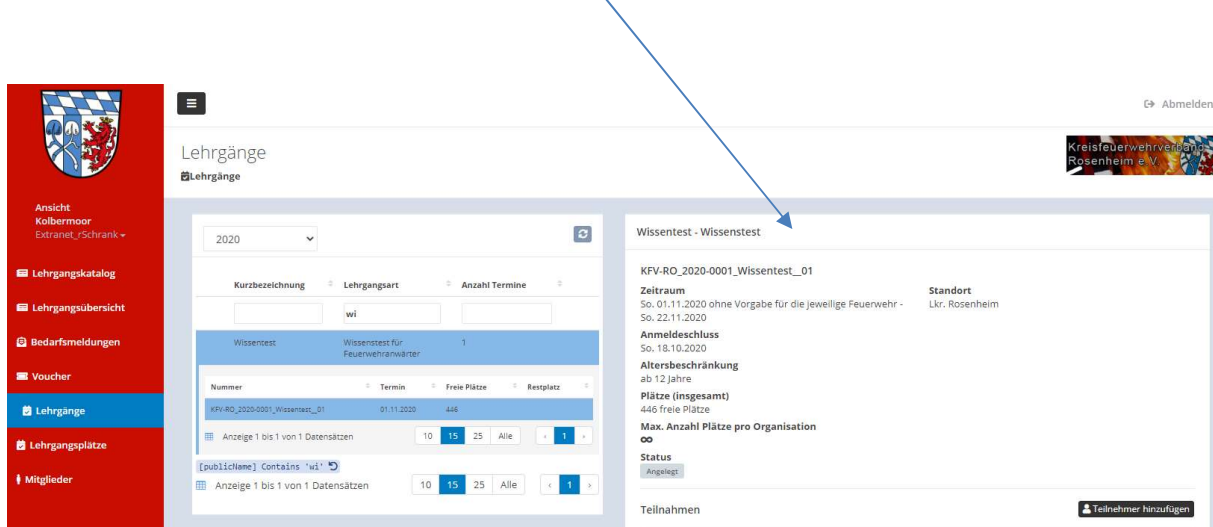 Abmelden
Lehrgänge
Lehrgänge
Kreisfeuerwehrverband
Rosenheim e.V.
Ansicht
Kolbermoor
Extranet_rSchrank
Lehrgangskatalog
Lehrgangsübersicht
Bedarfsmeldungen
Voucher
Lehrgänge
Lehrgangsplätze
Mitglieder
2020
Kurzbezeichnung Lehrgangsart Anzahl Termine
wi
Wissentest Wissenstest für 1
Feuerwehranwärter
Nummer Termin Freie Plätze Restplatz
KFV-RO_2020-0001_Wissentest__01 01.11.2020 446
Anzeige 1 bis 1 von 1 Datensätzen 10 15 25 Alle ‹ 1 ›
[publicName] Contains 'wi'
Anzeige 1 bis 1 von 1 Datensätzen 10 15 25 Alle ‹ 1 ›
Wissentest - Wissenstest
KFV-RO_2020-0001_Wissentest__01
Zeitraum
So. 01.11.2020 ohne Vorgabe für die jeweilige Feuerwehr -
So. 22.11.2020
Standort
Lkr. Rosenheim
Anmeldeschluss
So. 18.10.2020
Altersbeschränkung
ab 12 Jahre
Plätze (insgesamt)
446 freie Plätze
Max. Anzahl Plätze pro Organisation
∞
Status
Angelegt
Teilnahmen Teilnehmer hinzufügen